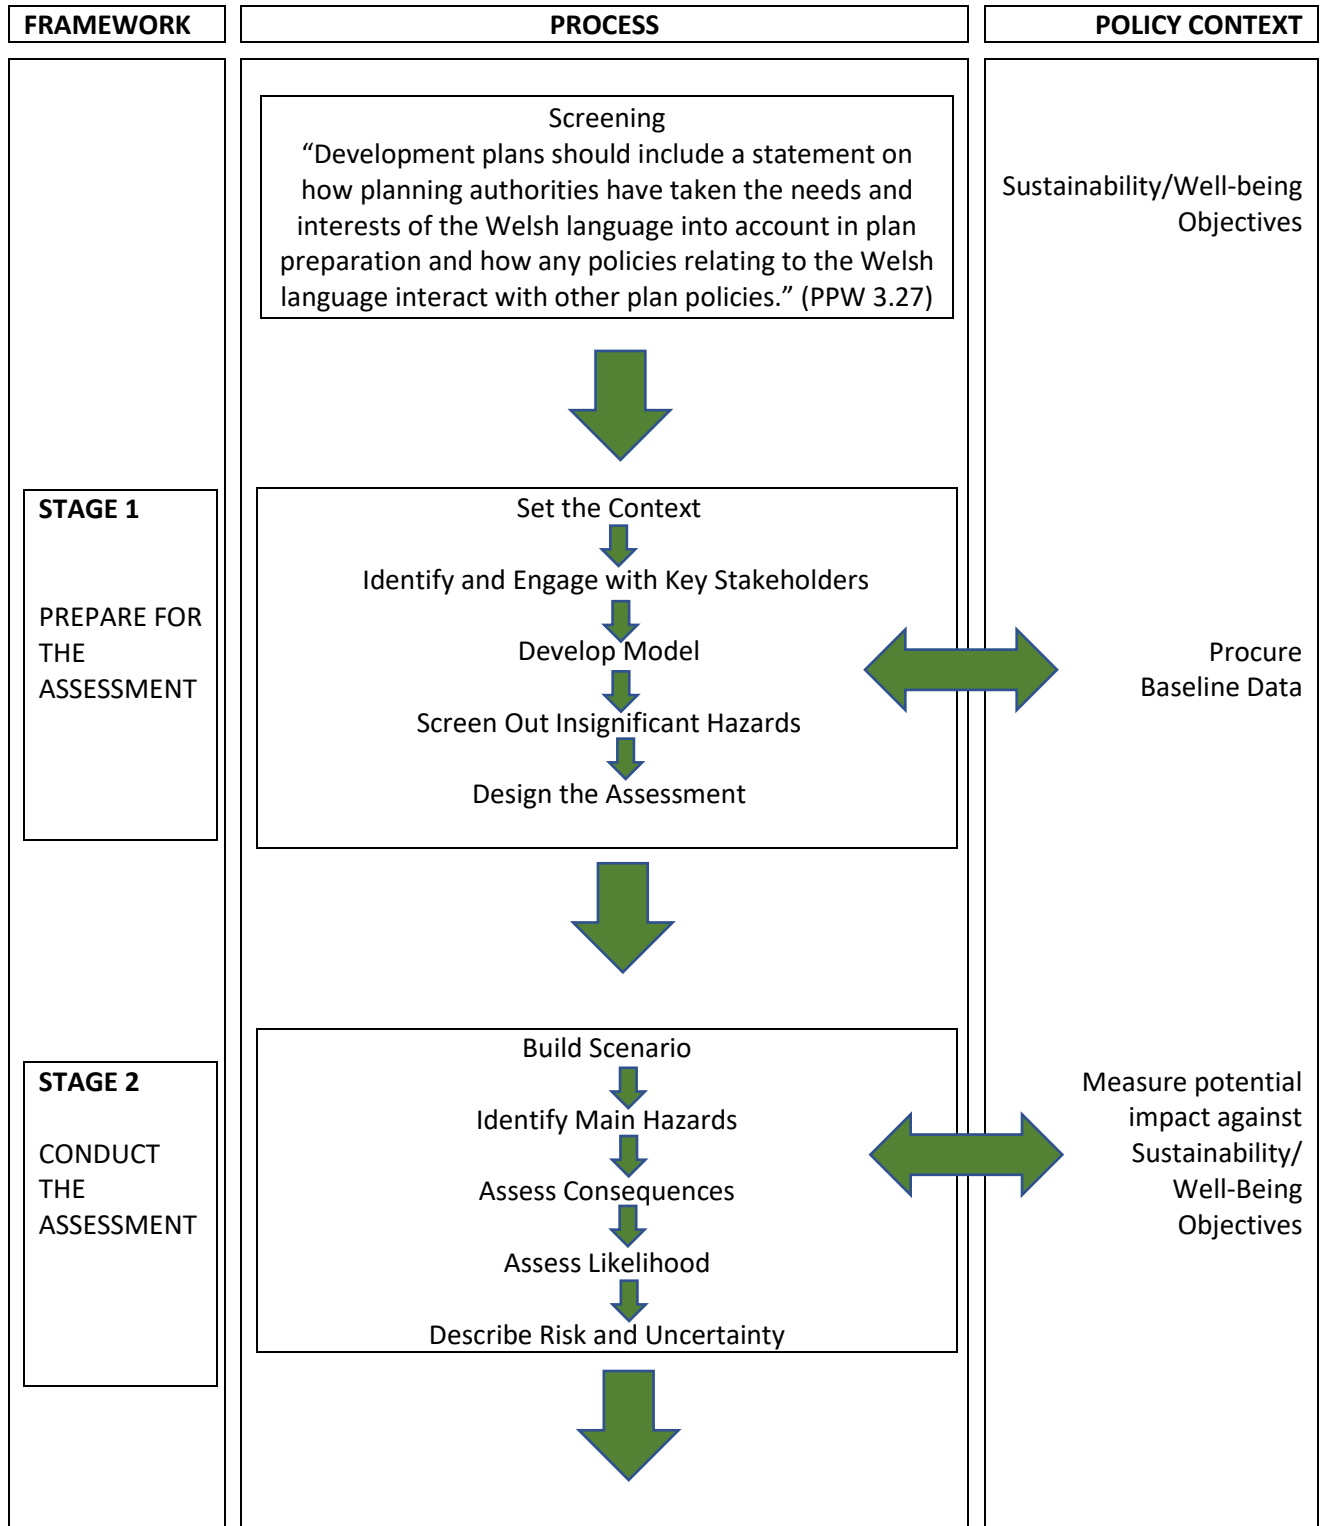 FRAMEWORK
PROCESS
POLICY CONTEXT
Screening
“Development plans should include a statement on
how planning authorities have taken the needs and
interests of the Welsh language into account in plan
preparation and how any policies relating to the Welsh
language interact with other plan policies.” (PPW 3.27)
Sustainability/Well-being
Objectives
STAGE 1
PREPARE FOR
THE
ASSESSMENT
Set the Context
Identify and Engage with Key Stakeholders
Develop Model
Screen Out Insignificant Hazards
Design the Assessment
Procure
Baseline Data
STAGE 2
CONDUCT
THE
ASSESSMENT
Build Scenario
Identify Main Hazards
Assess Consequences
Assess Likelihood
Describe Risk and Uncertainty
Measure potential
impact against
Sustainability/
Well-Being
Objectives